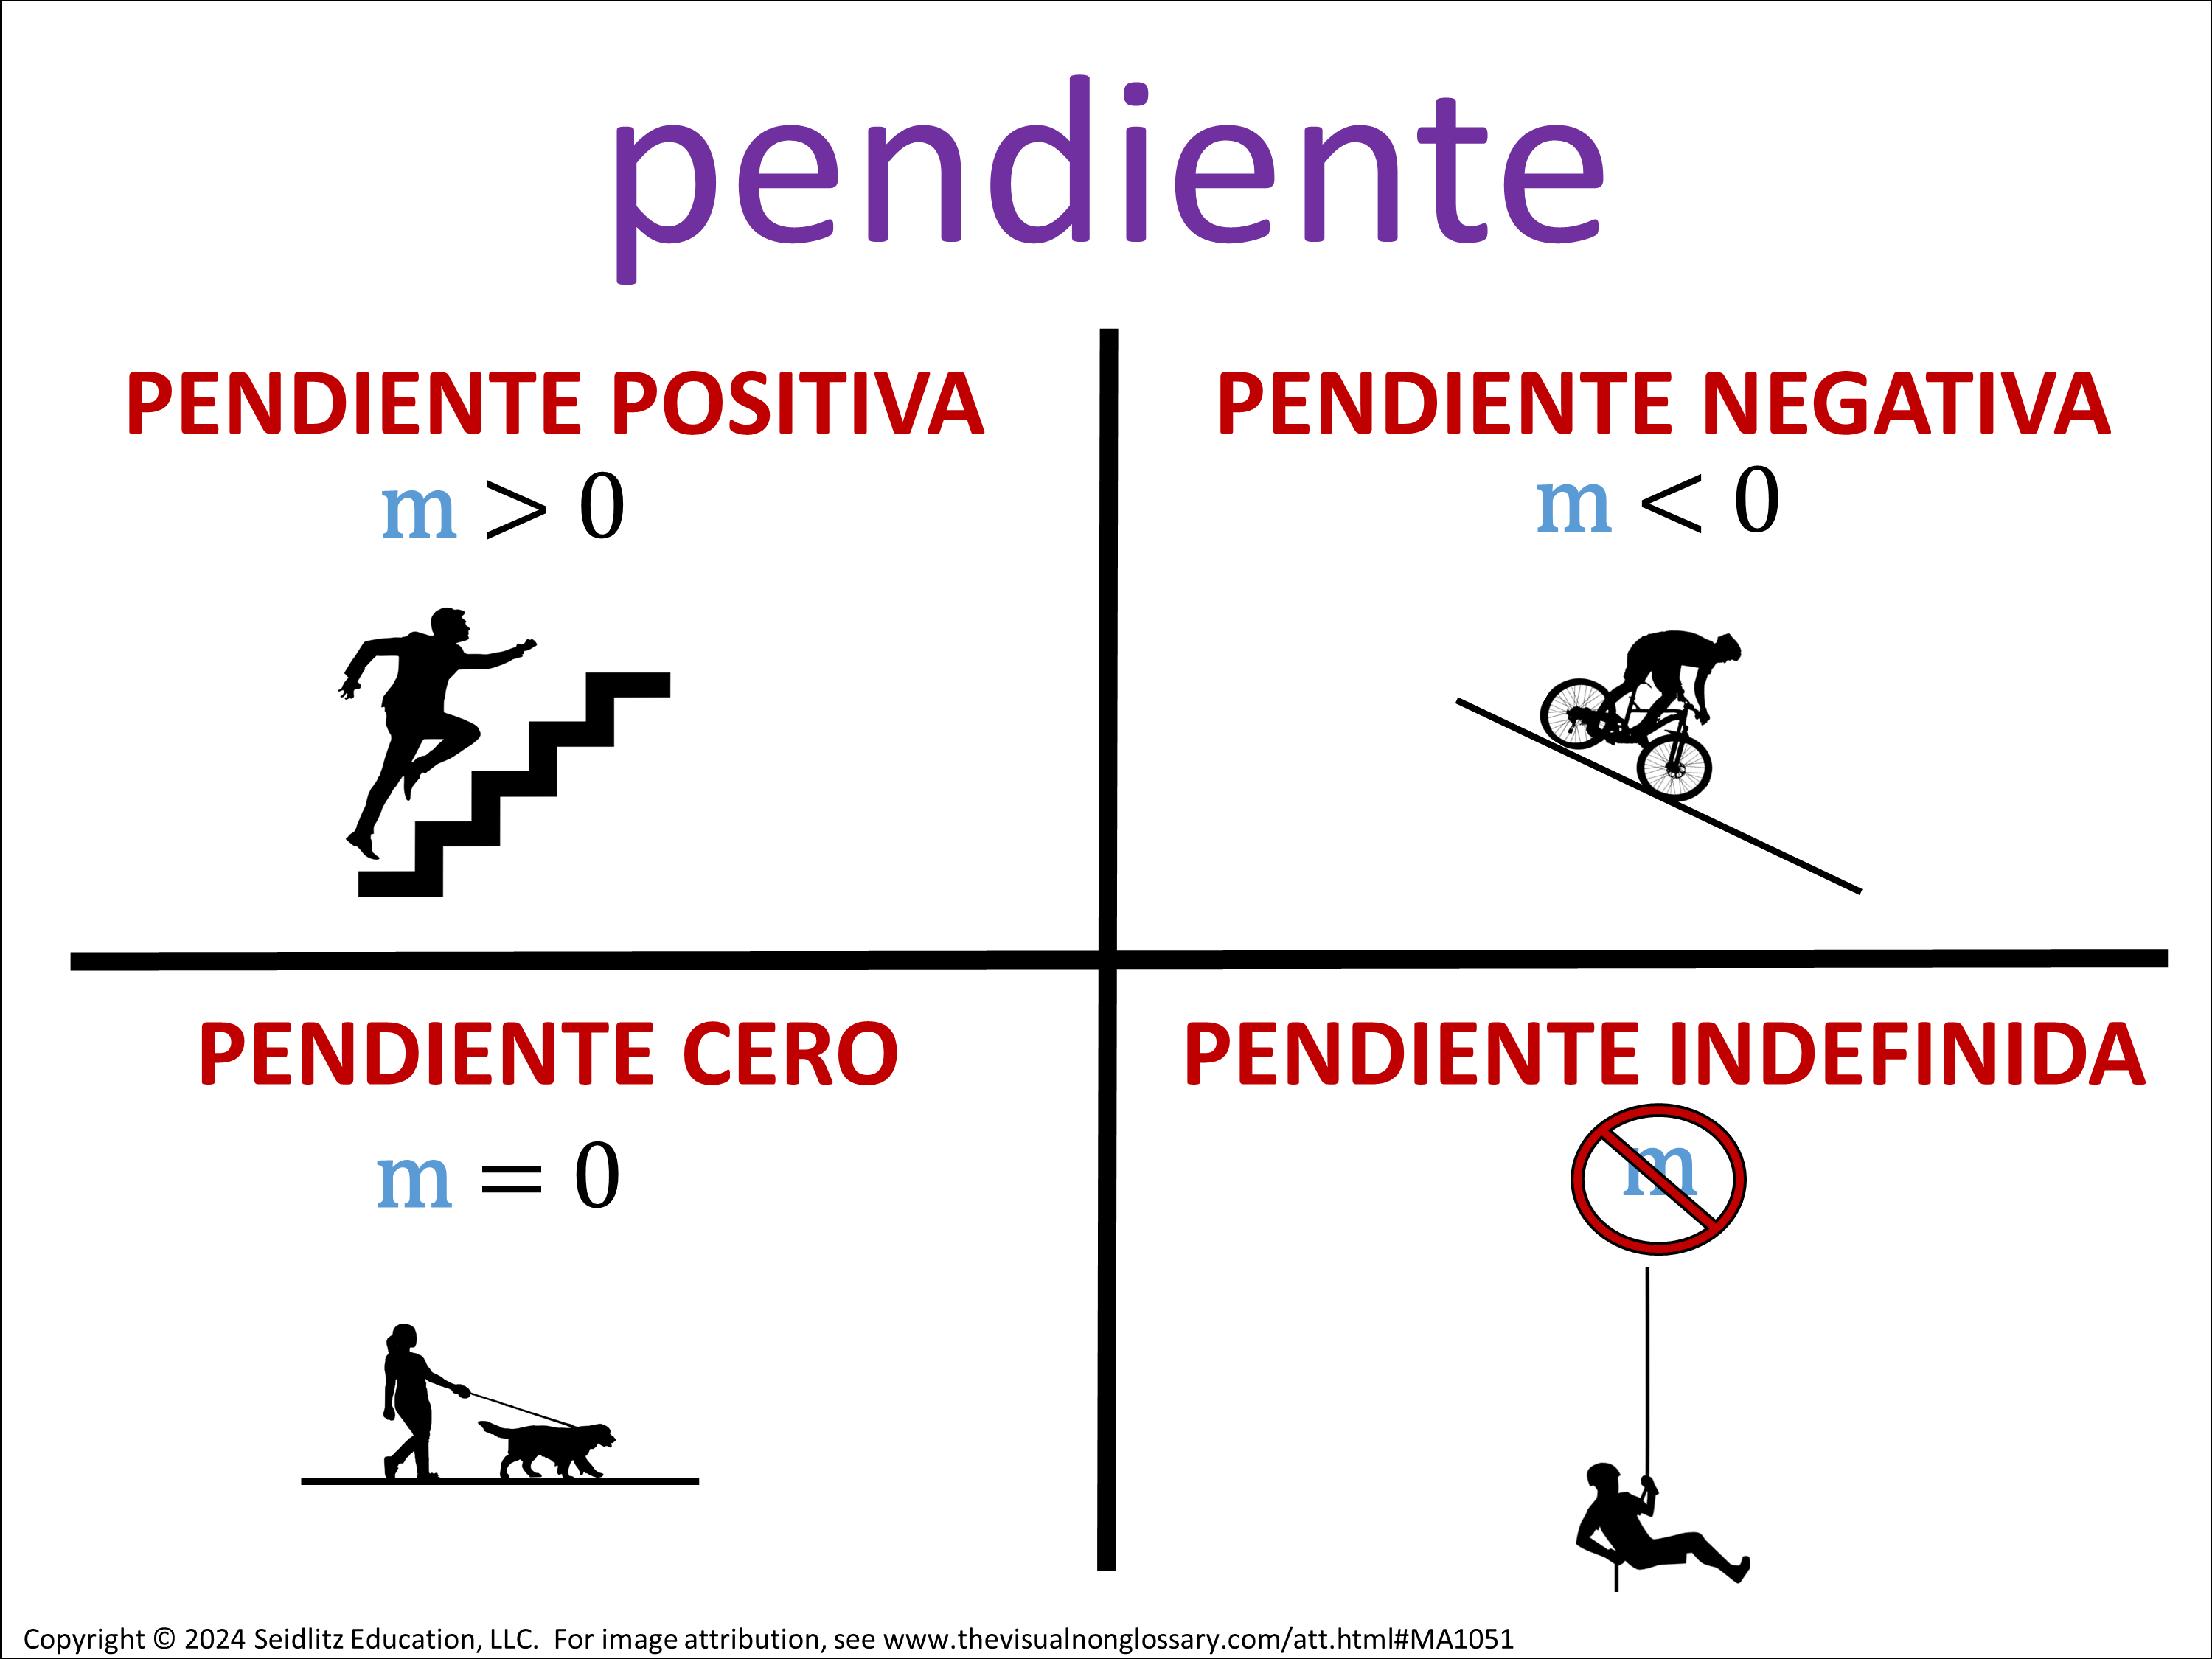 pendiente
PENDIENTE POSITIVA
m > 0
PENDIENTE NEGATIVA
m < 0
PENDIENTE CERO
m = 0
PENDIENTE INDEFINIDA
m
Copyright © 2024 Seidlitz Education, LLC.  For image attribution, see www.thevisualnonglossary.com/att.html#MA1051